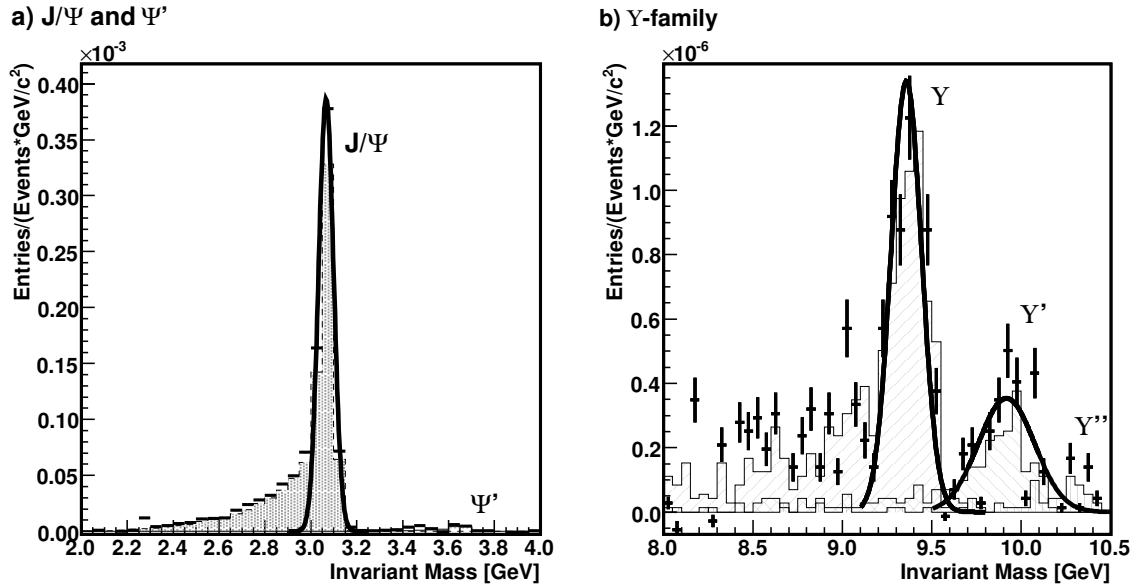 a) J/Ψ and Ψ'
×10⁻³
Entries/(Events*GeV/c²)
0.40
0.35
0.30
0.25
0.20
0.15
0.10
0.05
0.00
J/Ψ
Ψ'
2.0 2.2 2.4 2.6 2.8 3.0 3.2 3.4 3.6 3.8 4.0
Invariant Mass [GeV]
b) Υ-family
×10⁻⁶
Entries/(Events*GeV/c²)
1.2
1.0
0.8
0.6
0.4
0.2
0.0
Υ
Υ'
Υ''
8.0 8.5 9.0 9.5 10.0 10.5
Invariant Mass [GeV]